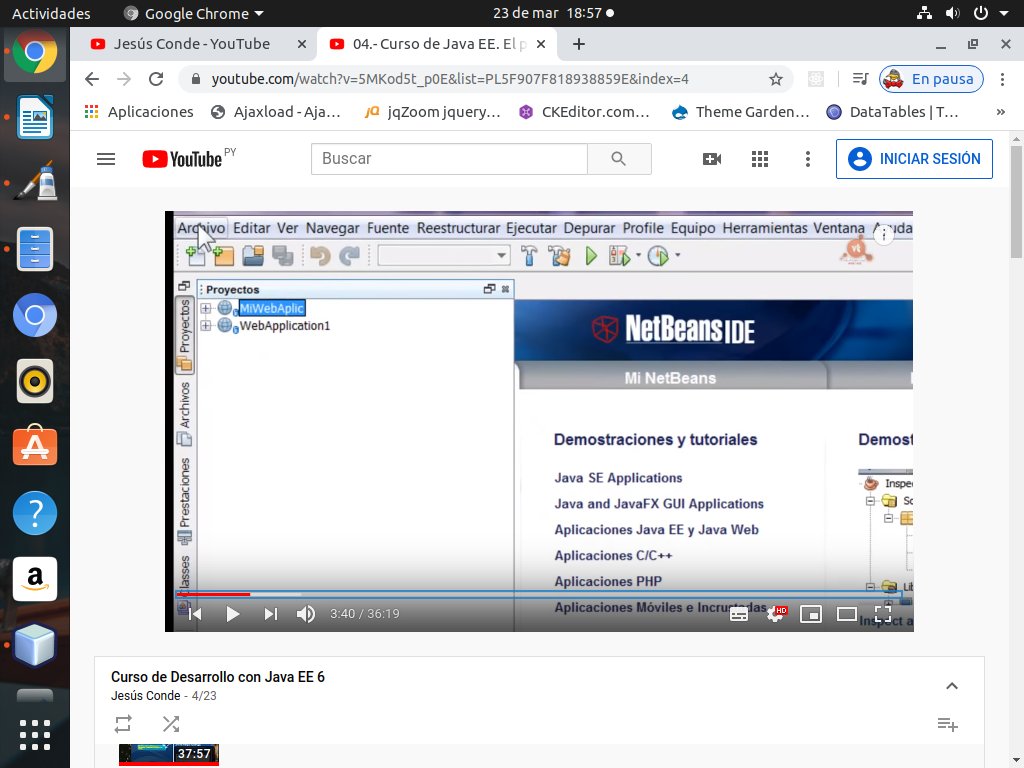 Actividades Google Chrome 23 de mar 18:57
Jesús Conde - YouTube 04.- Curso de Java EE. El p
youtube.com/watch?v=5MKod5t_p0E&list=PL5F907F818938859E&index=4 En pausa
Aplicaciones Ajaxload - Aja... jqZoom jquery... CKEditor.com... Theme Garden... DataTables | T... »
YouTube PY Buscar INICIAR SESIÓN
Archivo Editar Ver Navegar Fuente Reestructurar Ejecutar Depurar Profile Equipo Herramientas Ventana Ayuda
Proyectos
MiWebAplic
WebApplication1
Proyectos
Archivos
Prestaciones
Classes
NetBeans IDE
Mi NetBeans
Demostraciones y tutoriales Demost
Java SE Applications
Java and JavaFX GUI Applications
Aplicaciones Java EE y Java Web
Aplicaciones C/C++
Aplicaciones PHP
Aplicaciones Móviles e Incrustadas
Inspe
So
Lib
Inspect a
3:40 / 36:19 HD
Curso de Desarrollo con Java EE 6
Jesús Conde - 4/23
37:57